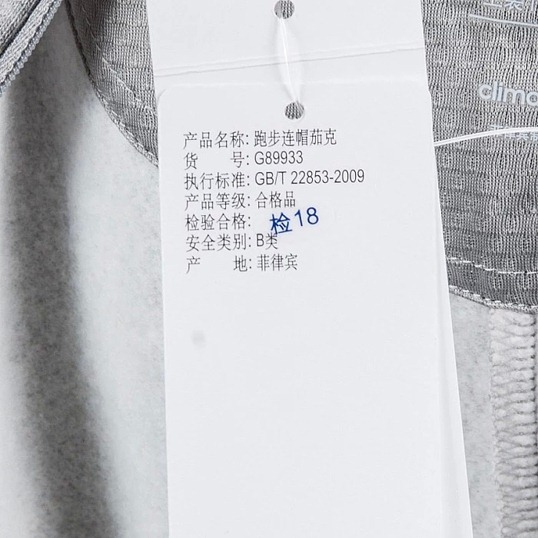 产品名称: 跑步连帽茄克
货 号: G89933
执行标准: GB/T 22853-2009
产品等级: 合格品
检验合格: 检18
安全类别: B类
产 地: 菲律宾
clima